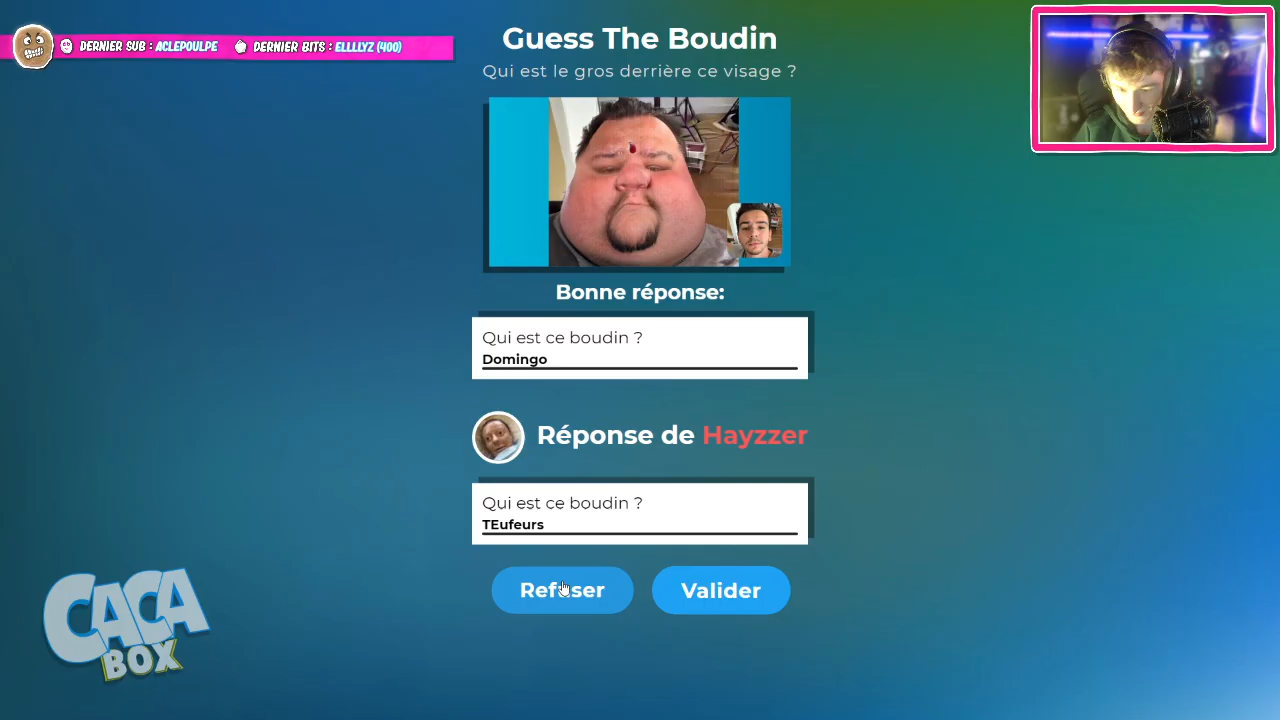 Guess The Boudin
DERNIER SUB : ACLEPOULPE DERNIER BITS : ELLLLYZ (400)
Qui est le gros derrière ce visage ?
Bonne réponse:
Qui est ce boudin ?
Domingo
Réponse de Hayzzer
Qui est ce boudin ?
TEufeurs
Refuser Valider
CACA
BOX